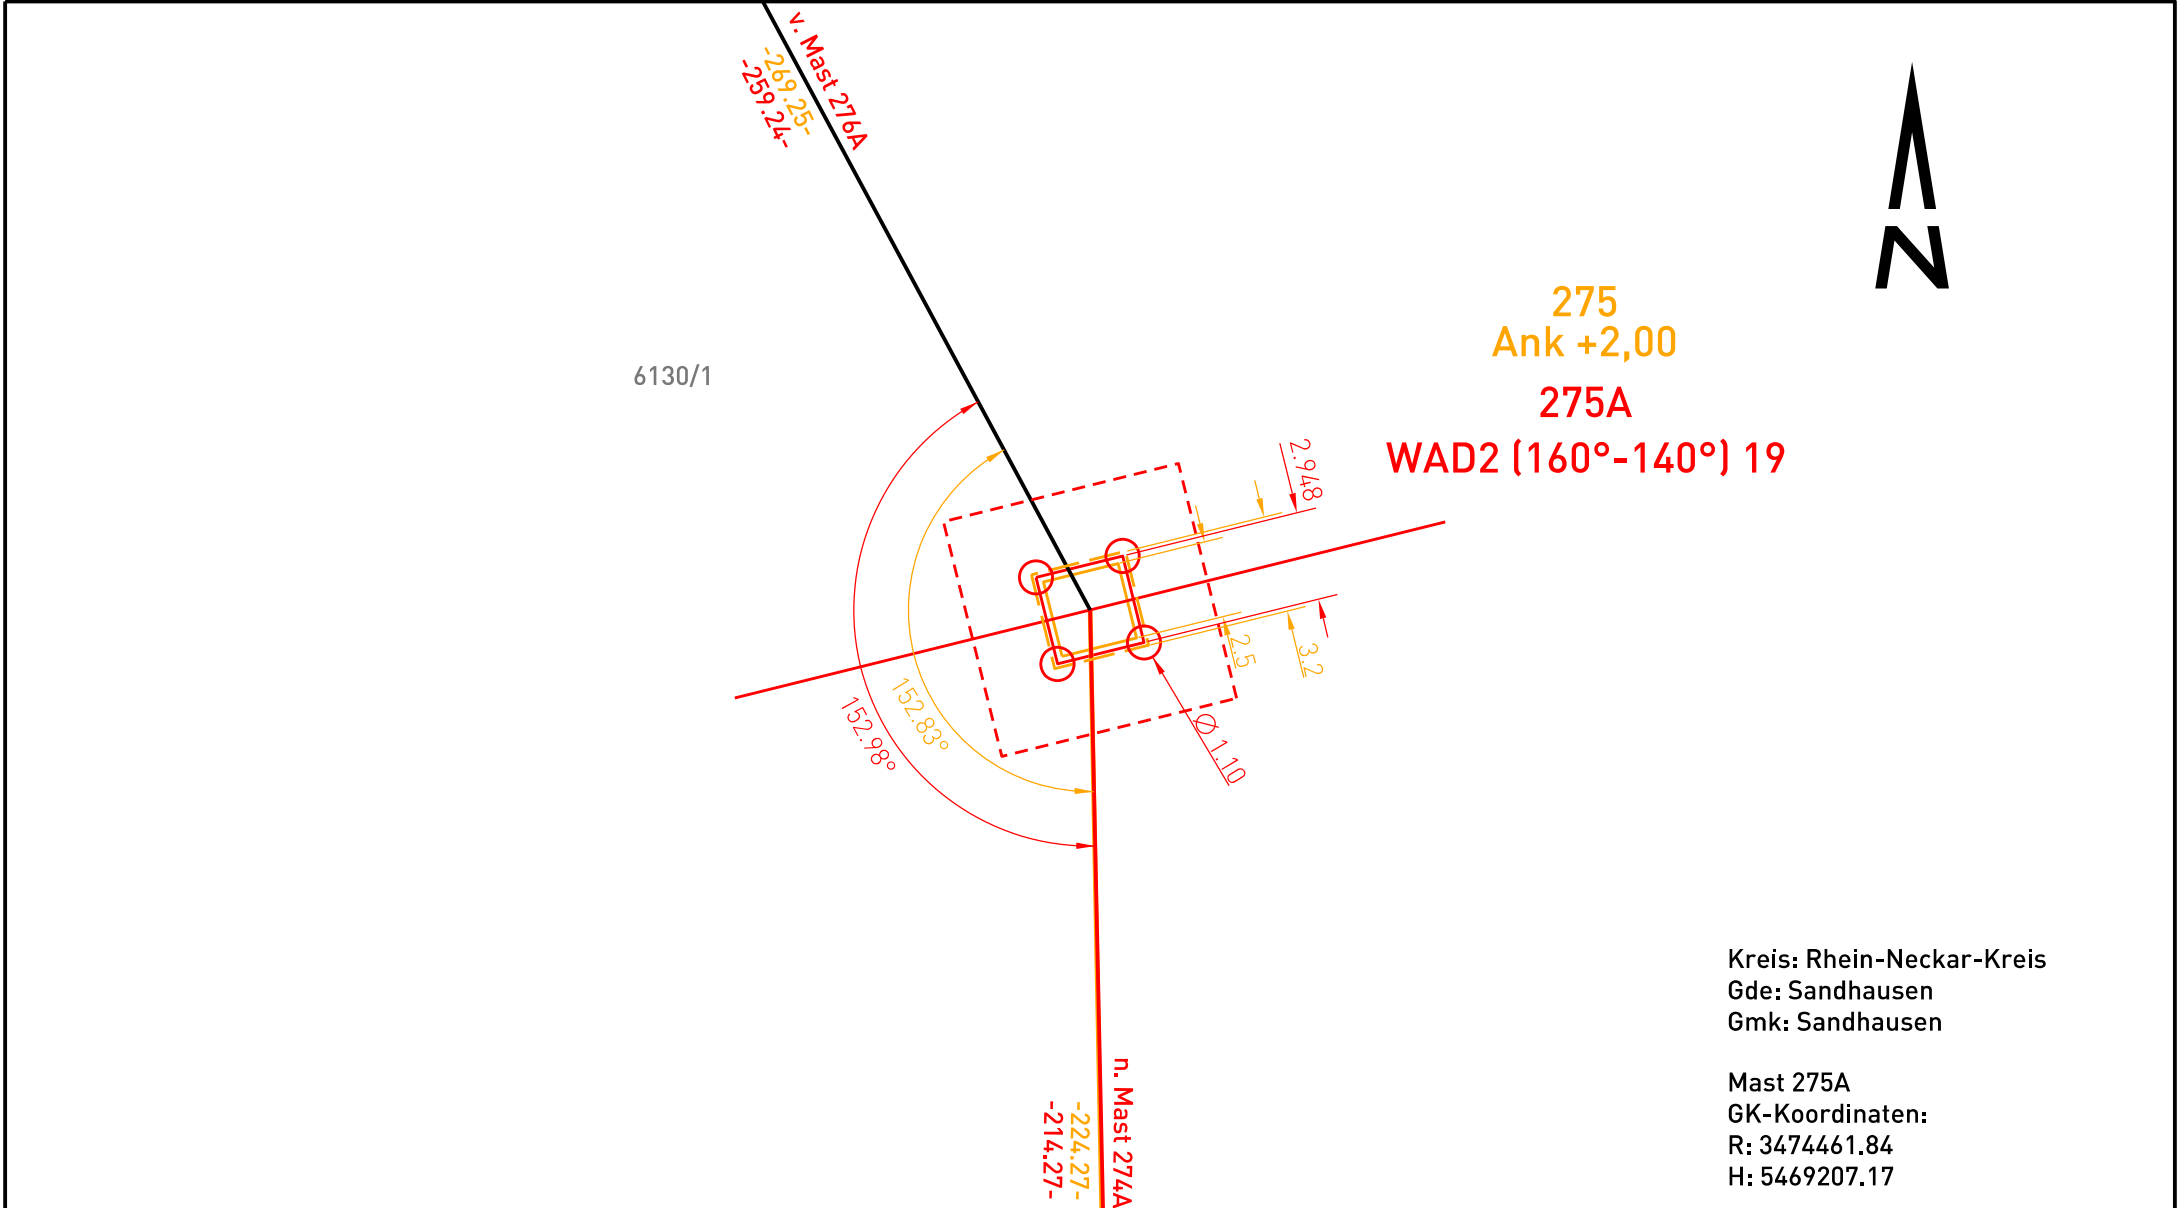 v. Mast 276A
-269.25-
-259.24-
N
275
Ank +2,00
275A
WAD2 (160°-140°) 19
6130/1
2.948
2.5
3.2
Ø 1.10
152.83°
152.98°
n. Mast 274A
-224.27-
-214.27-
Kreis: Rhein-Neckar-Kreis
Gde: Sandhausen
Gmk: Sandhausen
Mast 275A
GK-Koordinaten:
R: 3474461.84
H: 5469207.17